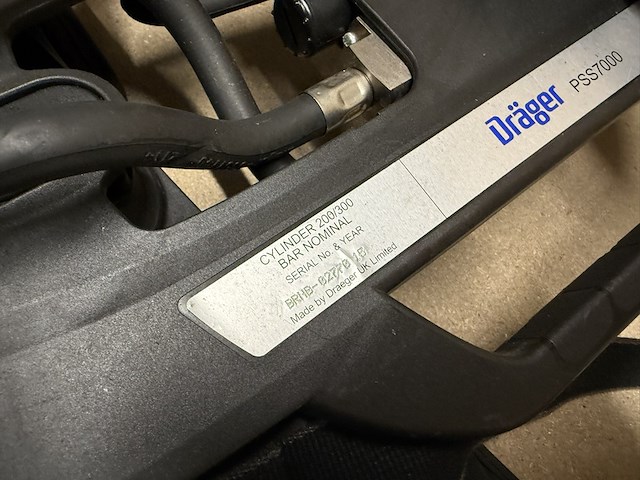 Dräger PSS7000
CYLINDER 200/300
BAR NOMINAL
SERIAL No. & YEAR
Made by Draeger UK Limited